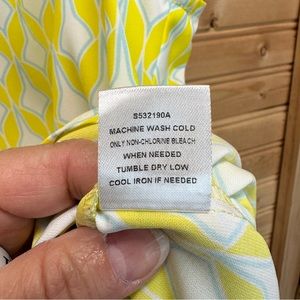 S532190A
MACHINE WASH COLD
ONLY NON-CHLORINE BLEACH
WHEN NEEDED
TUMBLE DRY LOW
COOL IRON IF NEEDED